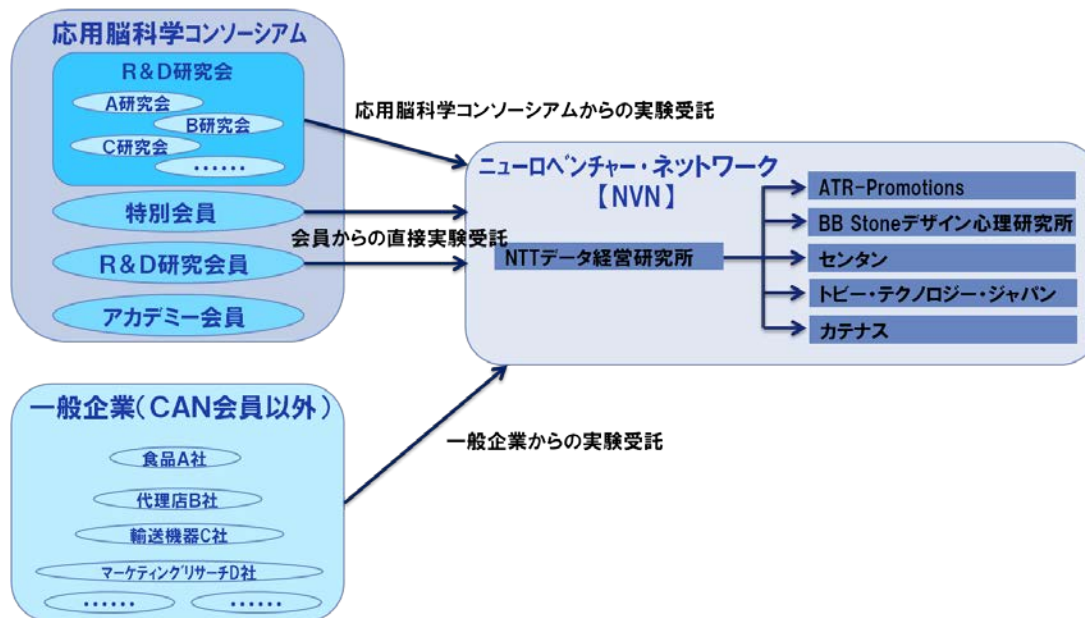 応用脳科学コンソーシアム
R&D研究会
A研究会
B研究会
C研究会
‥‥‥
特別会員
R&D研究会員
アカデミー会員
応用脳科学コンソーシアムからの実験受託
会員からの直接実験受託
ニューロベンチャー・ネットワーク
【NVN】
NTTデータ経営研究所
ATR-Promotions
BB Stoneデザイン心理研究所
センタン
トビー・テクノロジー・ジャパン
カテナス
一般企業(CAN会員以外)
食品A社
代理店B社
輸送機器C社
マーケティングリサーチD社
‥‥‥ ‥‥‥
一般企業からの実験受託